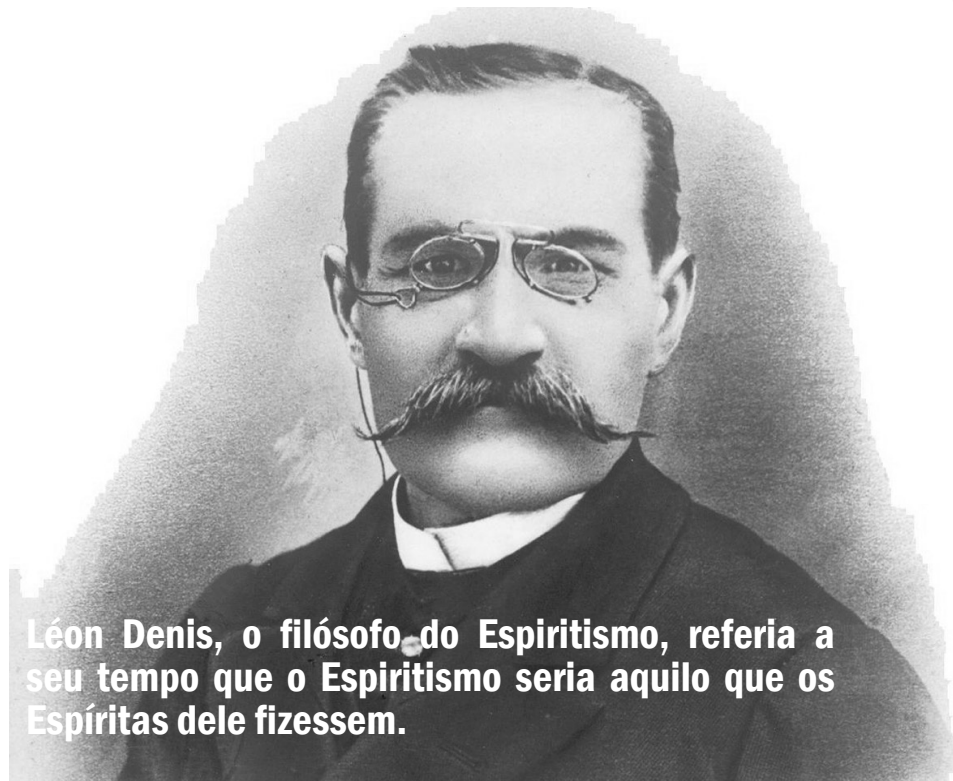 Léon Denis, o filósofo do Espiritismo, referia a
seu tempo que o Espiritismo seria aquilo que os
Espíritas dele fizessem.